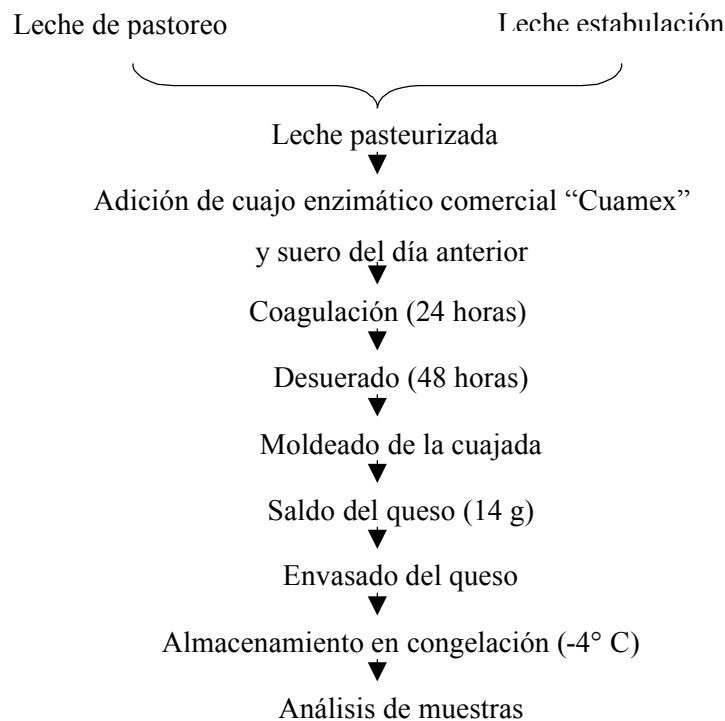 Leche de pastoreo
Leche estabulación
Leche pasteurizada
Adición de cuajo enzimático comercial “Cuamex”
y suero del día anterior
Coagulación (24 horas)
Desuerado (48 horas)
Moldeado de la cuajada
Saldo del queso (14 g)
Envasado del queso
Almacenamiento en congelación (-4° C)
Análisis de muestras